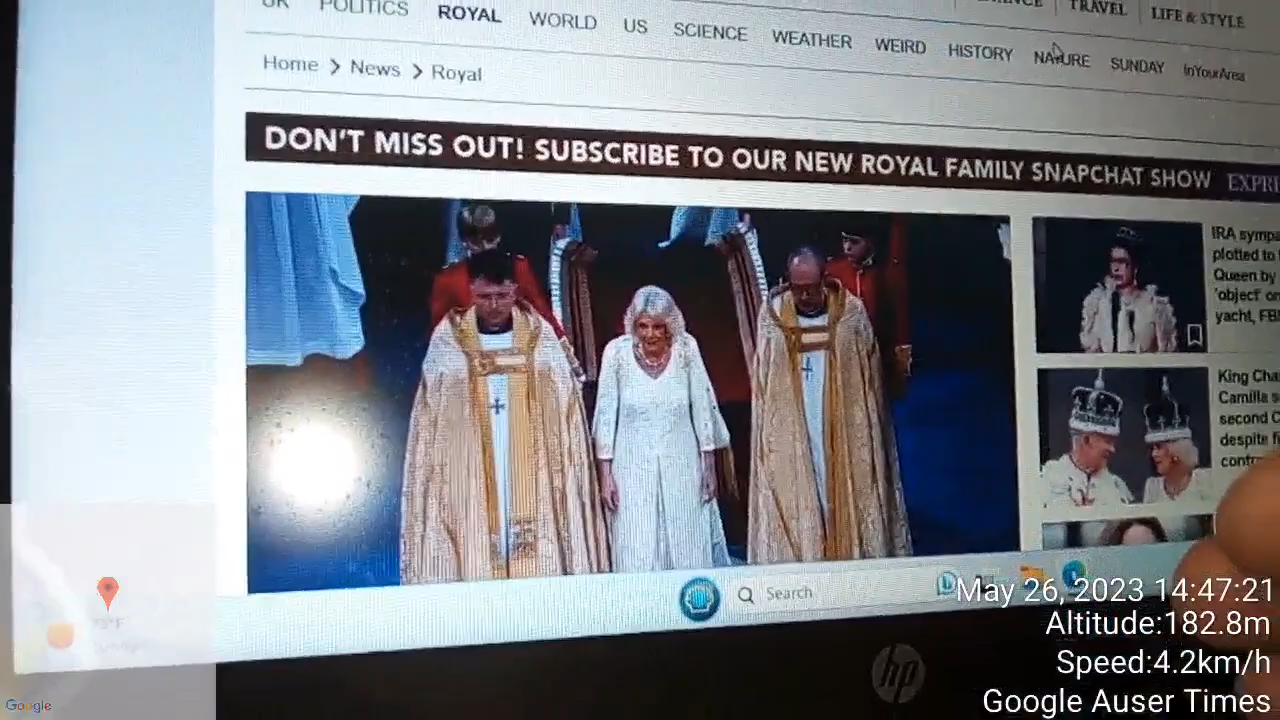 UK POLITICS ROYAL WORLD US SCIENCE WEATHER WEIRD HISTORY NATURE SUNDAY InYourArea
TRAVEL LIFE & STYLE
Home > News > Royal
DON'T MISS OUT! SUBSCRIBE TO OUR NEW ROYAL FAMILY SNAPCHAT SHOW
IRA
plotted to
Queen by
'object'
yacht,
King
Camilla
second
despite
Search
hp
May 26, 2023 14:47:21
Altitude:182.8m
Speed:4.2km/h
Google Auser Times
Google